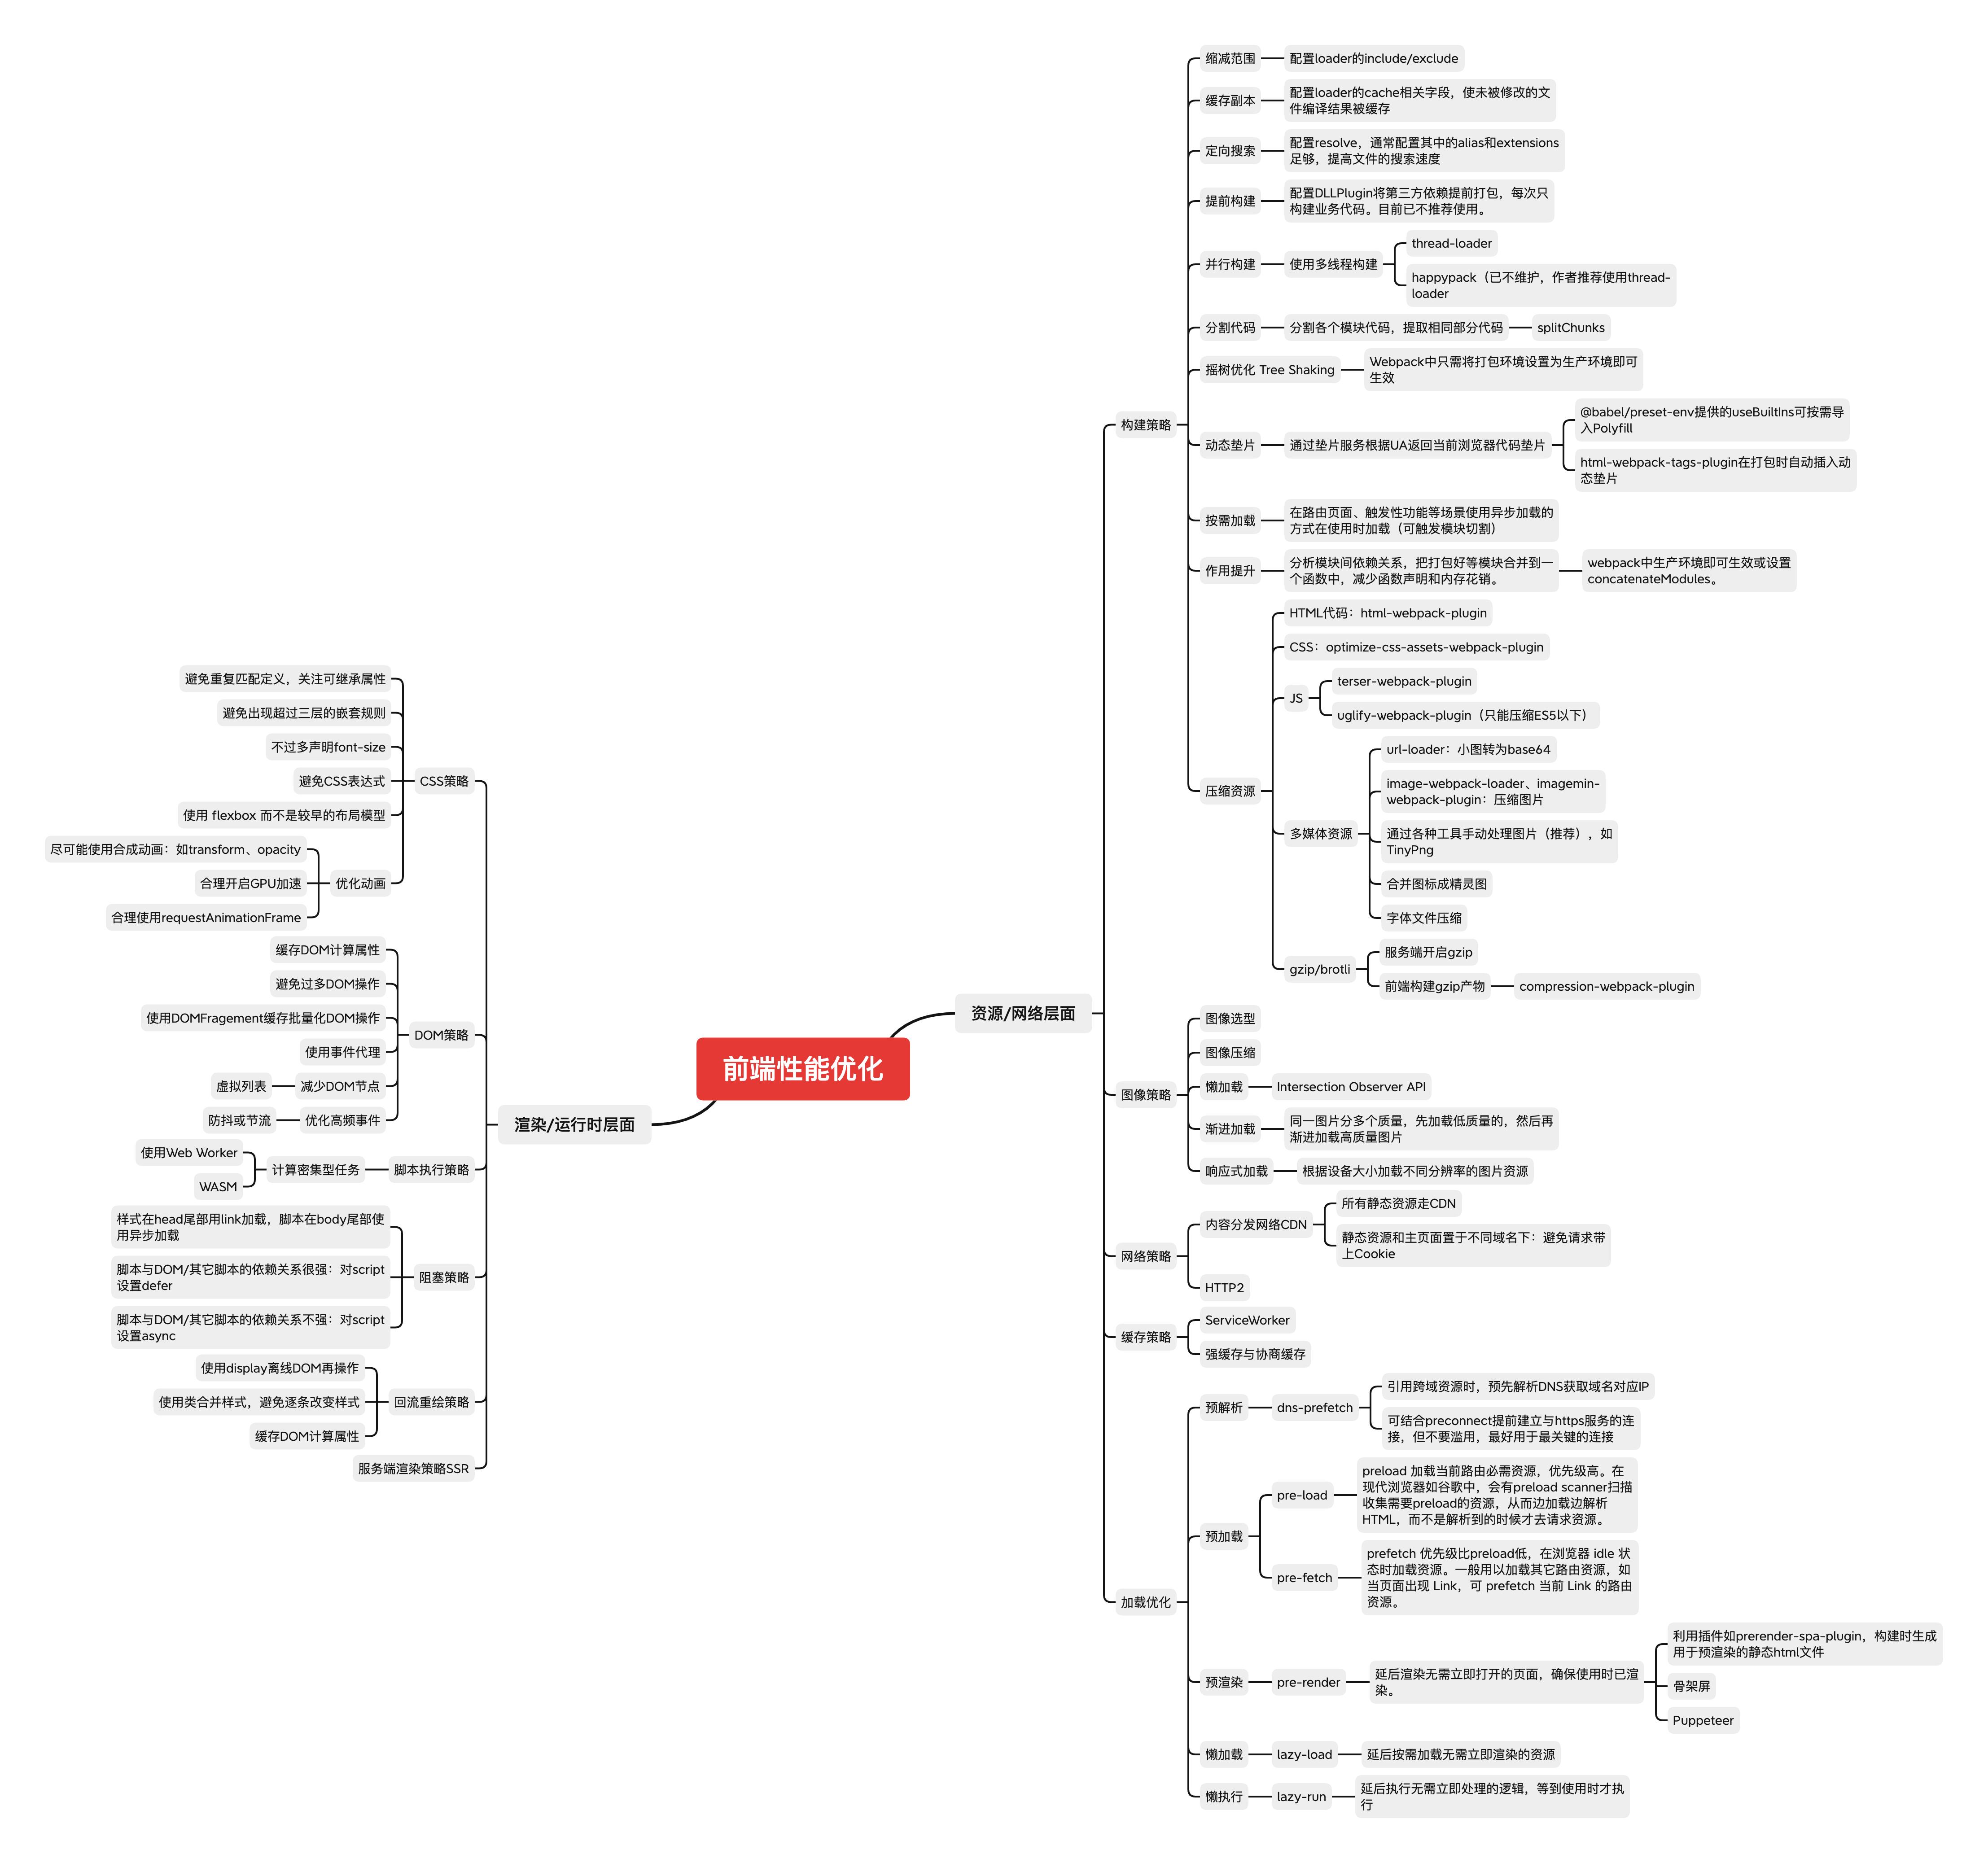 前端性能优化
资源/网络层面
构建策略
缩减范围
配置loader的include/exclude
缓存副本
配置loader的cache相关字段，使未被修改的文
件编译结果被缓存
定向搜索
配置resolve，通常配置其中的alias和extensions
足够，提高文件的搜索速度
提前构建
配置DLLPlugin将第三方依赖提前打包，每次只
构建业务代码。目前已不推荐使用。
并行构建
使用多线程构建
thread-loader
happypack（已不维护，作者推荐使用thread-
loader
分割代码
分割各个模块代码，提取相同部分代码
splitChunks
摇树优化 Tree Shaking
Webpack中只需将打包环境设置为生产环境即可
生效
动态垫片
通过垫片服务根据UA返回当前浏览器代码垫片
@babel/preset-env提供的useBuiltIns可按需导
入Polyfill
html-webpack-tags-plugin在打包时自动插入动
态垫片
按需加载
在路由页面、触发性功能等场景使用异步加载的
方式在使用时加载（可触发模块切割）
作用提升
分析模块间依赖关系，把打包好等模块合并到一
个函数中，减少函数声明和内存花销。
webpack中生产环境即可生效或设置
concatenateModules。
压缩资源
HTML代码：html-webpack-plugin
CSS：optimize-css-assets-webpack-plugin
JS
terser-webpack-plugin
uglify-webpack-plugin（只能压缩ES5以下）
多媒体资源
url-loader：小图转为base64
image-webpack-loader、imagemin-
webpack-plugin：压缩图片
通过各种工具手动处理图片（推荐），如
TinyPng
合并图标成精灵图
字体文件压缩
gzip/brotli
服务端开启gzip
前端构建gzip产物
compression-webpack-plugin
图像策略
图像选型
图像压缩
懒加载
Intersection Observer API
渐进加载
同一图片分多个质量，先加载低质量的，然后再
渐进加载高质量图片
响应式加载
根据设备大小加载不同分辨率的图片资源
网络策略
内容分发网络CDN
所有静态资源走CDN
静态资源和主页面置于不同域名下：避免请求带
上Cookie
HTTP2
缓存策略
ServiceWorker
强缓存与协商缓存
加载优化
预解析
dns-prefetch
引用跨域资源时，预先解析DNS获取域名对应IP
可结合preconnect提前建立与https服务的连
接，但不要滥用，最好用于最关键的连接
预加载
pre-load
preload 加载当前路由必需资源，优先级高。在
现代浏览器如谷歌中，会有preload scanner扫描
收集需要preload的资源，从而边加载边解析
HTML，而不是解析到的时候才去请求资源。
pre-fetch
prefetch 优先级比preload低，在浏览器 idle 状
态时加载资源。一般用以加载其它路由资源，如
当页面出现 Link，可 prefetch 当前 Link 的路由
资源。
预渲染
pre-render
延后渲染无需立即打开的页面，确保使用时已渲
染。
利用插件如prerender-spa-plugin，构建时生成
用于预渲染的静态html文件
骨架屏
Puppeteer
懒加载
lazy-load
延后按需加载无需立即渲染的资源
懒执行
lazy-run
延后执行无需立即处理的逻辑，等到使用时才执
行
渲染/运行时层面
CSS策略
避免重复匹配定义，关注可继承属性
避免出现超过三层的嵌套规则
不过多声明font-size
避免CSS表达式
使用 flexbox 而不是较早的布局模型
优化动画
尽可能使用合成动画：如transform、opacity
合理开启GPU加速
合理使用requestAnimationFrame
DOM策略
缓存DOM计算属性
避免过多DOM操作
使用DOMFragement缓存批量化DOM操作
使用事件代理
减少DOM节点
虚拟列表
优化高频事件
防抖或节流
脚本执行策略
计算密集型任务
使用Web Worker
WASM
阻塞策略
样式在head尾部用link加载，脚本在body尾部使
用异步加载
脚本与DOM/其它脚本的依赖关系很强：对script
设置defer
脚本与DOM/其它脚本的依赖关系不强：对script
设置async
回流重绘策略
使用display离线DOM再操作
使用类合并样式，避免逐条改变样式
缓存DOM计算属性
服务端渲染策略SSR